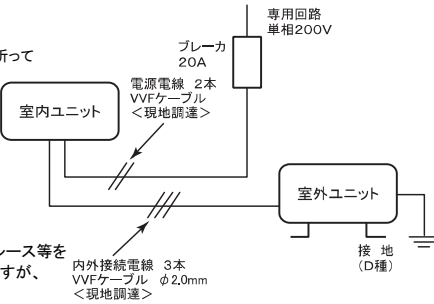 専用回路
単相200V
ブレーカ
20A
折って
電源電線 2本
VVFケーブル
<現地調達>
室内ユニット
室外ユニット
レース等を
すが、
内外接続電線 3本
VVFケーブル φ2.0mm
<現地調達>
接 地
(D種)